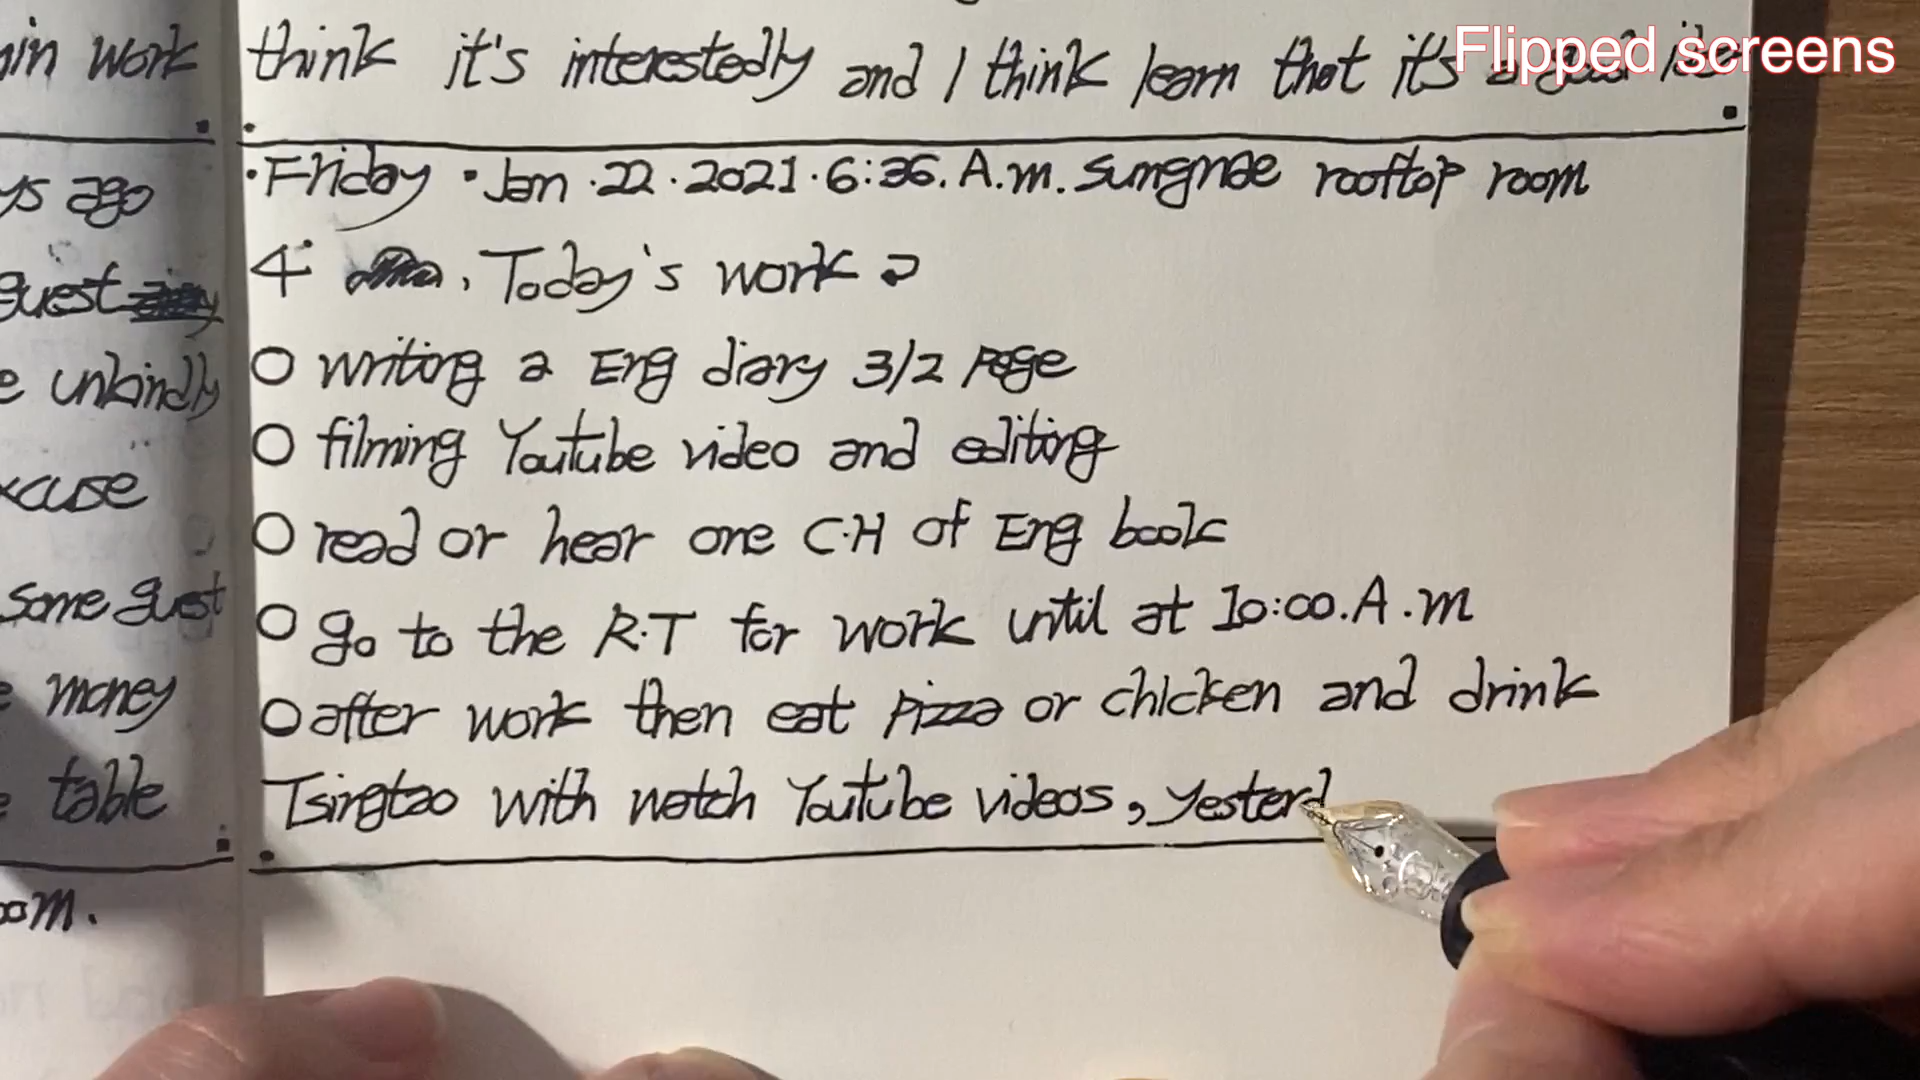 Flipped screens
min work
ys ago
guest
e unkindly
xcuse
some guest
e money
e table
oom.
think it's interestedly and I think learn that it's a good
Friday · Jan · 22 · 2021 · 6:36. A.m. Sungnae rooftop room
4 , Today's work
O writing a Eng diary 3/2 page
O filming Youtube video and editing
O read or hear one C.H of Eng book
O go to the R.T for work until at 10:00.A.m
O after work then eat pizza or chicken and drink
Tsingtao with watch Youtube videos, yesterd